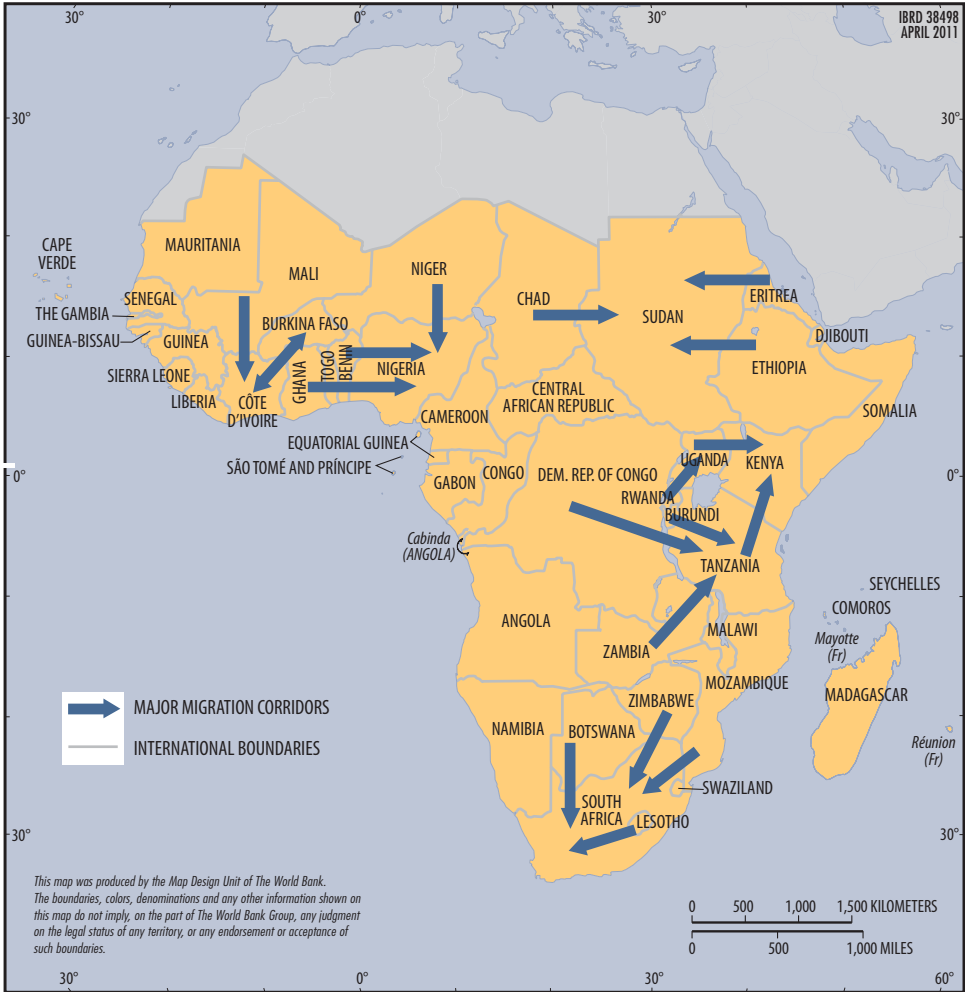 30°
0°
30°
IBRD 38498
APRIL 2011
30°
30°
MAURITANIA
CAPE
VERDE
MALI
NIGER
CHAD
SENEGAL
ERITREA
THE GAMBIA
SUDAN
BURKINA FASO
GUINEA-BISSAU
GUINEA
DJIBOUTI
SIERRA LEONE
GHANA
TOGO
BENIN
NIGERIA
ETHIOPIA
LIBERIA
CÔTE
D'IVOIRE
CENTRAL
AFRICAN REPUBLIC
SOMALIA
CAMEROON
EQUATORIAL GUINEA
UGANDA
KENYA
SÃO TOMÉ AND PRÍNCIPE
0°
0°
GABON
CONGO
DEM. REP. OF CONGO
RWANDA
BURUNDI
Cabinda
(ANGOLA)
TANZANIA
SEYCHELLES
COMOROS
ANGOLA
MALAWI
Mayotte
(Fr)
ZAMBIA
MOZAMBIQUE
MADAGASCAR
ZIMBABWE
MAJOR MIGRATION CORRIDORS
NAMIBIA
BOTSWANA
INTERNATIONAL BOUNDARIES
Réunion
(Fr)
SWAZILAND
SOUTH
AFRICA
LESOTHO
30°
30°
This map was produced by the Map Design Unit of The World Bank.
The boundaries, colors, denominations and any other information shown on
this map do not imply, on the part of The World Bank Group, any judgment
on the legal status of any territory, or any endorsement or acceptance of
such boundaries.
0 500 1,000 1,500 KILOMETERS
0 500 1,000 MILES
30°
0°
30°
60°